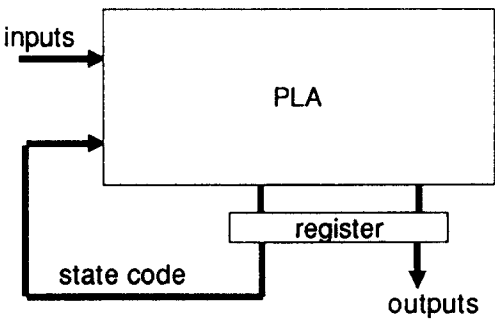 inputs
PLA
register
state code
outputs